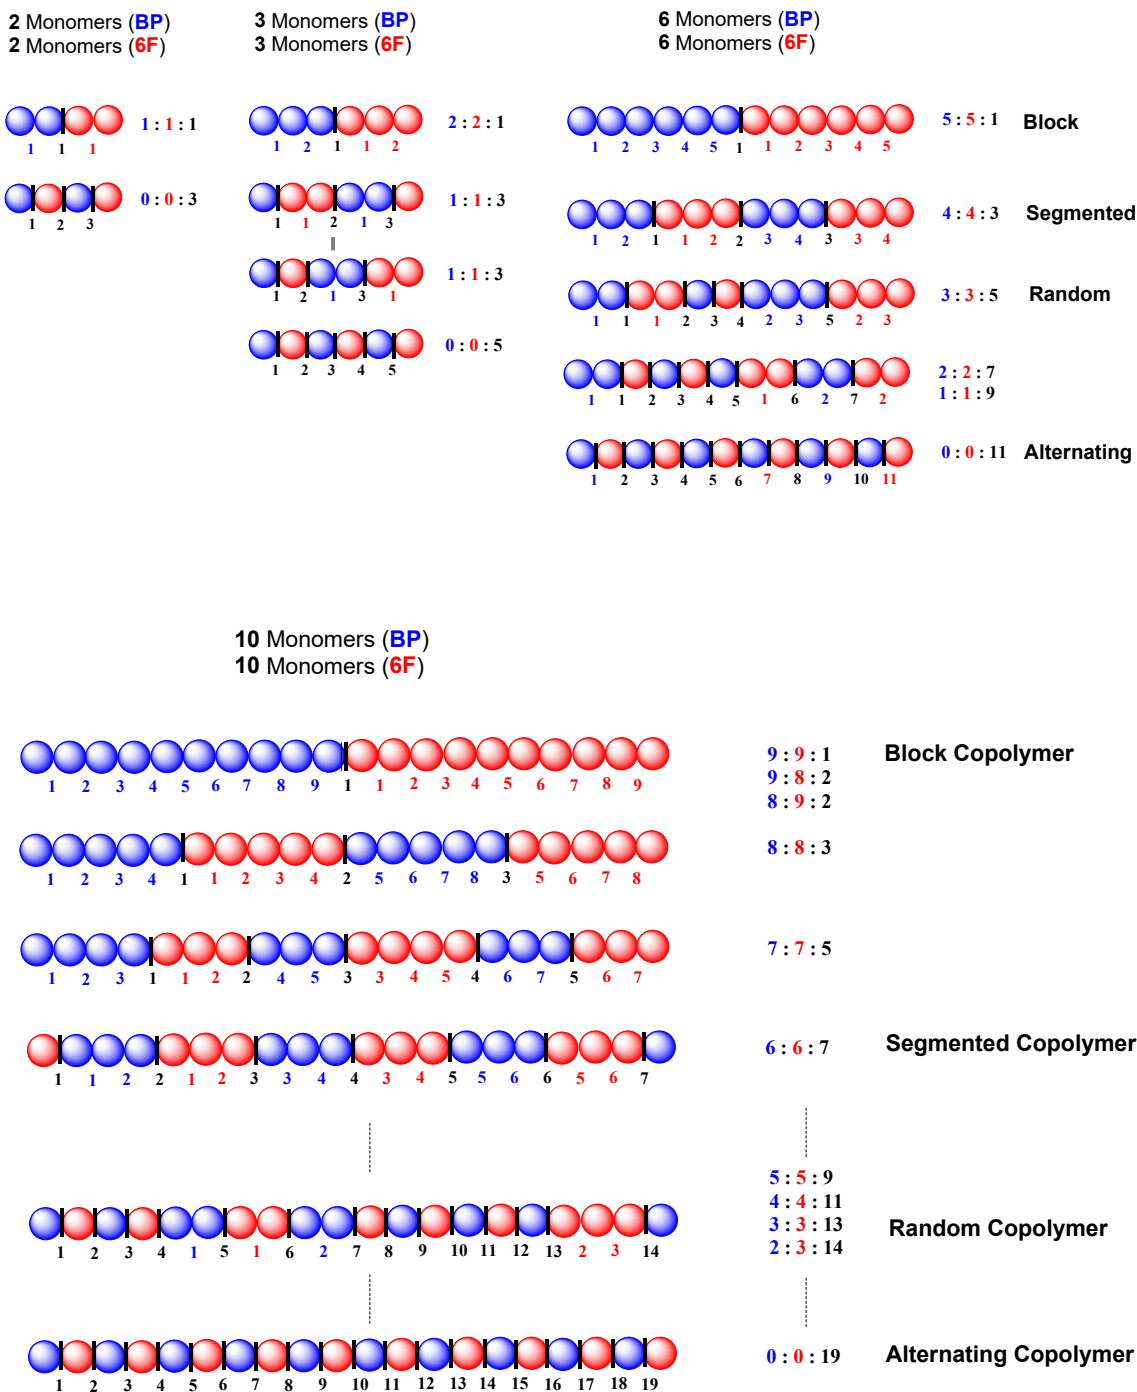 2 Monomers (BP)
2 Monomers (6F)
3 Monomers (BP)
3 Monomers (6F)
6 Monomers (BP)
6 Monomers (6F)
1 : 1 : 1
1 1 1
0 : 0 : 3
1 2 3
2 : 2 : 1
1 2 1 1 2
1 : 1 : 3
1 1 2 1 3
1 : 1 : 3
1 2 1 3 1
0 : 0 : 5
1 2 3 4 5
5 : 5 : 1 Block
1 2 3 4 5 1 1 2 3 4 5
4 : 4 : 3 Segmented
1 2 1 1 2 2 3 4 3 3 4
3 : 3 : 5 Random
1 1 1 2 3 4 2 3 5 2 3
2 : 2 : 7
1 : 1 : 9
1 1 2 3 4 5 1 6 2 7 2
0 : 0 : 11 Alternating
1 2 3 4 5 6 7 8 9 10 11
10 Monomers (BP)
10 Monomers (6F)
9 : 9 : 1 Block Copolymer
9 : 8 : 2
8 : 9 : 2
1 2 3 4 5 6 7 8 9 1 1 2 3 4 5 6 7 8 9
8 : 8 : 3
1 2 3 4 1 1 2 3 4 2 5 6 7 8 3 5 6 7 8
7 : 7 : 5
1 2 3 1 1 2 2 4 5 3 3 4 5 4 6 7 5 6 7
6 : 6 : 7 Segmented Copolymer
1 1 2 2 1 2 3 3 4 4 3 4 5 5 6 6 5 6 7
5 : 5 : 9
4 : 4 : 11
3 : 3 : 13 Random Copolymer
2 : 3 : 14
1 2 3 4 1 5 1 6 2 7 8 9 10 11 12 13 2 3 14
0 : 0 : 19 Alternating Copolymer
1 2 3 4 5 6 7 8 9 10 11 12 13 14 15 16 17 18 19